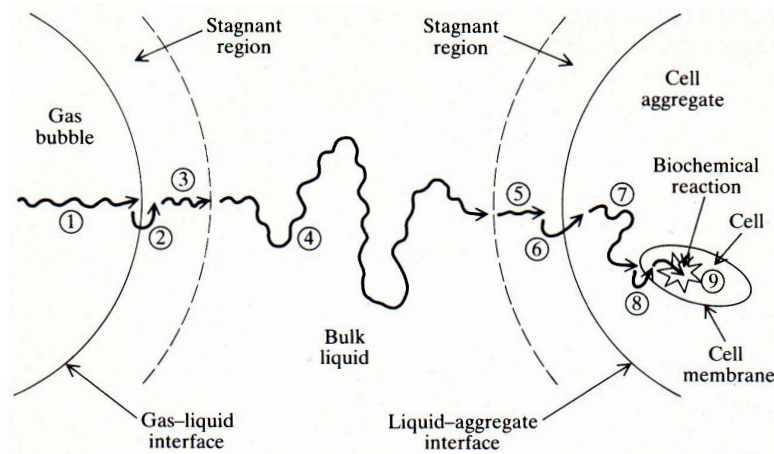 Stagnant
region
Stagnant
region
Cell
aggregate
Gas
bubble
Biochemical
reaction
Cell
①
②
③
④
⑤
⑥
⑦
⑧
⑨
Bulk
liquid
Cell
membrane
Gas–liquid
interface
Liquid–aggregate
interface